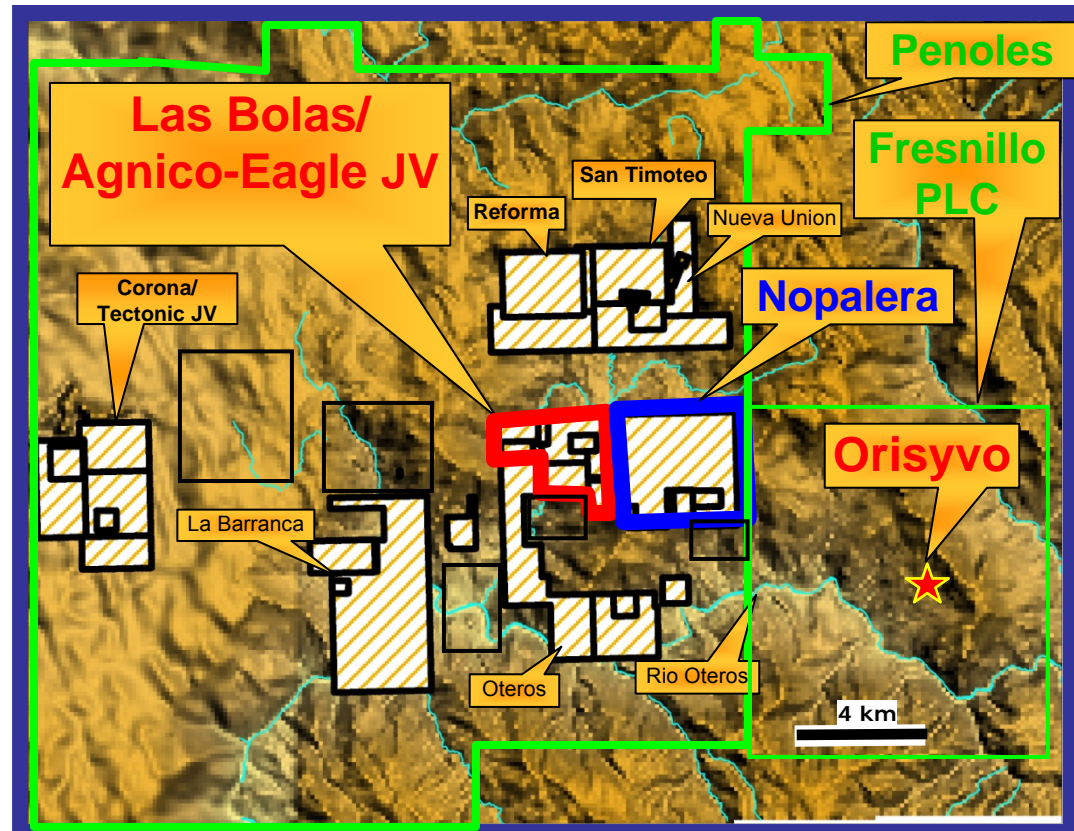 Penoles
Las Bolas/
Agnico-Eagle JV
Fresnillo
PLC
San Timoteo
Reforma
Nueva Union
Nopalera
Corona/
Tectonic JV
Orisyvo
La Barranca
Oteros
Rio Oteros
4 km